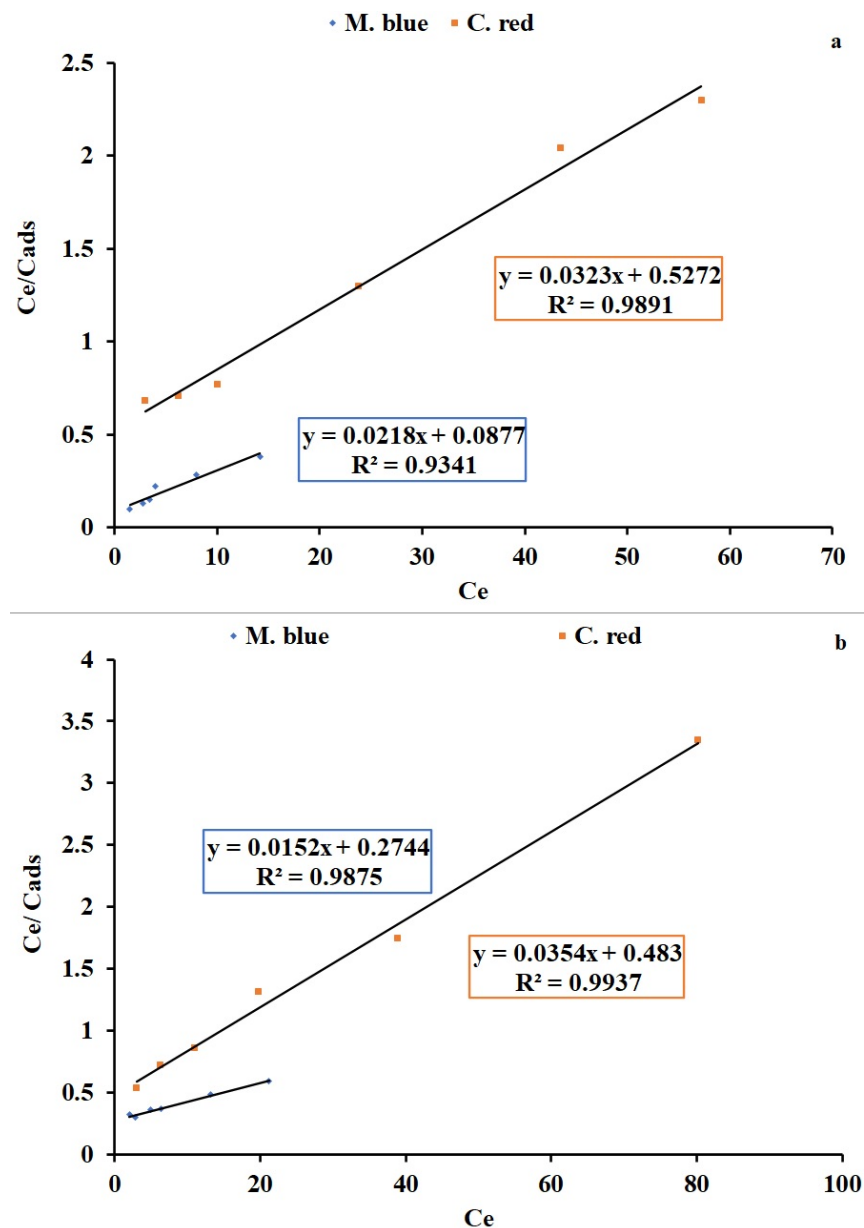 M. blue C. red
a
2.5
2
1.5
1
0.5
0
Ce/Cads
y = 0.0323x + 0.5272
R² = 0.9891
y = 0.0218x + 0.0877
R² = 0.9341
0 10 20 30 40 50 60 70
Ce
M. blue C. red
b
4
3.5
3
2.5
2
1.5
1
0.5
0
Ce/ Cads
y = 0.0152x + 0.2744
R² = 0.9875
y = 0.0354x + 0.483
R² = 0.9937
0 20 40 60 80 100
Ce